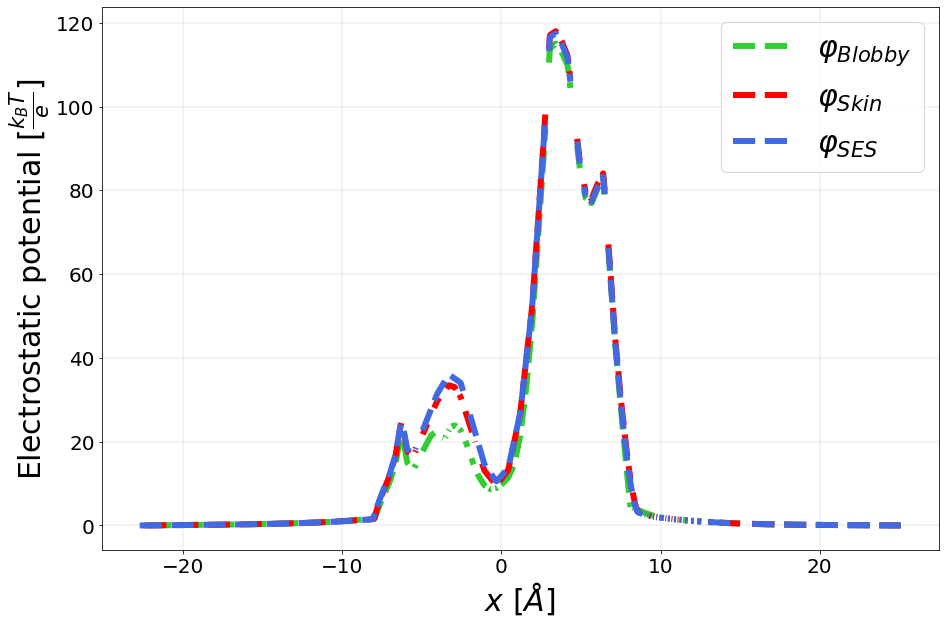 Electrostatic potential [k_BT/e]
120
100
80
60
40
20
0
−20
−10
0
10
20
x [Å]
φ_Blobby
φ_Skin
φ_SES